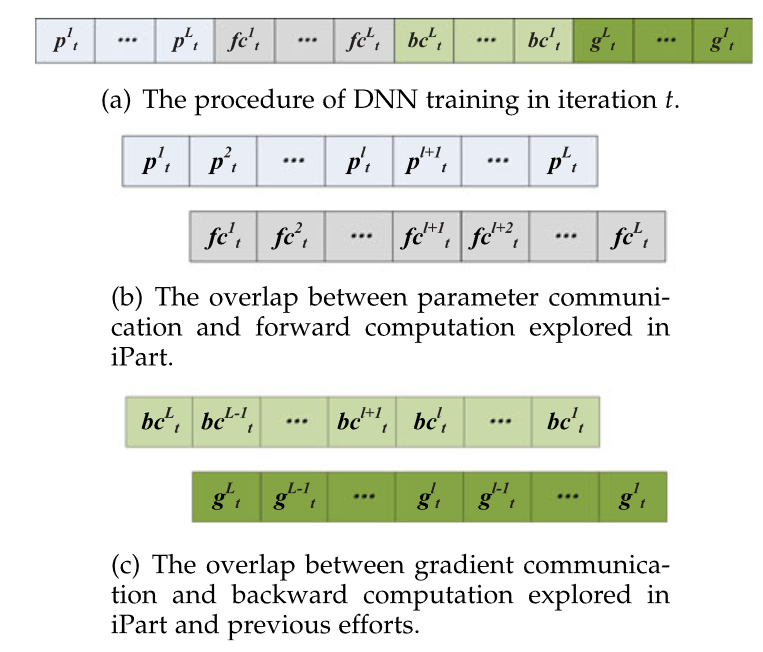 p¹ₜ ... pᴸₜ fc¹ₜ ... fcᴸₜ bcᴸₜ ... bc¹ₜ gᴸₜ ... g¹ₜ
(a) The procedure of DNN training in iteration t.
p¹ₜ p²ₜ ... pˡₜ pˡ⁺¹ₜ ... pᴸₜ
fc¹ₜ fc²ₜ ... fcˡ⁺¹ₜ fcˡ⁺²ₜ ... fcᴸₜ
(b) The overlap between parameter communi-
cation and forward computation explored in
iPart.
bcᴸₜ bcᴸ⁻¹ₜ ... bcˡ⁺¹ₜ bcˡₜ ... bc¹ₜ
gᴸₜ gᴸ⁻¹ₜ ... gˡₜ gˡ⁻¹ₜ ... g¹ₜ
(c) The overlap between gradient communica-
tion and backward computation explored in
iPart and previous efforts.